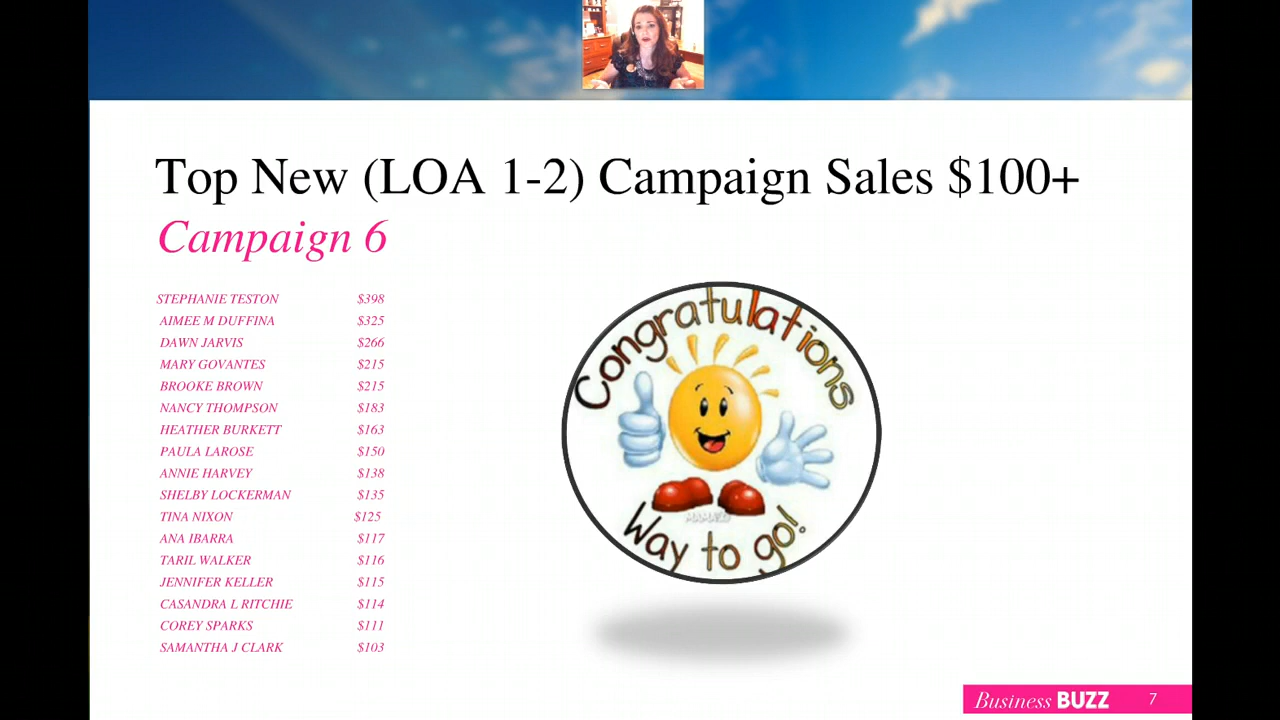 Top New (LOA 1-2) Campaign Sales $100+
Campaign 6
STEPHANIE TESTON $398
AIMEE M DUFFINA $325
DAWN JARVIS $266
MARY GOVANTES $215
BROOKE BROWN $215
NANCY THOMPSON $183
HEATHER BURKETT $163
PAULA LAROSE $150
ANNIE HARVEY $138
SHELBY LOCKERMAN $135
TINA NIXON $125
ANA IBARRA $117
TARIL WALKER $116
JENNIFER KELLER $115
CASANDRA L RITCHIE $114
COREY SPARKS $111
SAMANTHA J CLARK $103
Congratulations
Way to go!
Business BUZZ 7